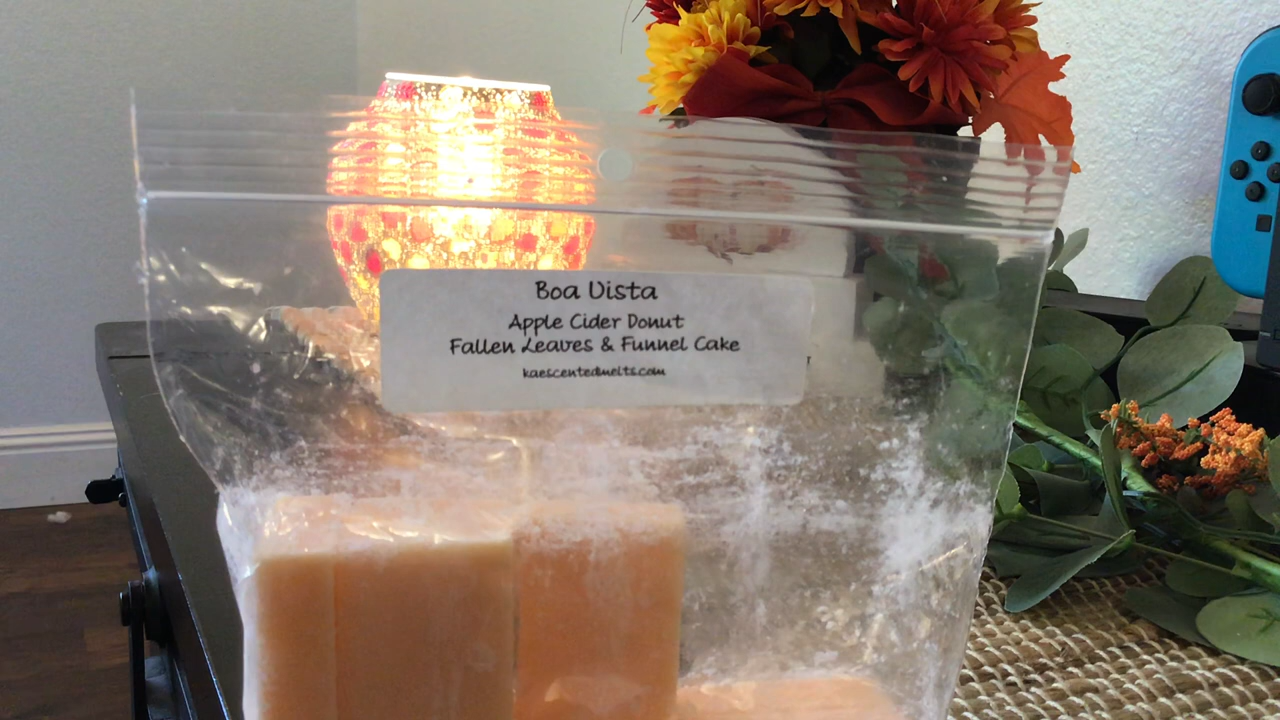 Boa Vista
Apple Cider Donut
Fallen Leaves & Funnel Cake
kaescentedmelts.com